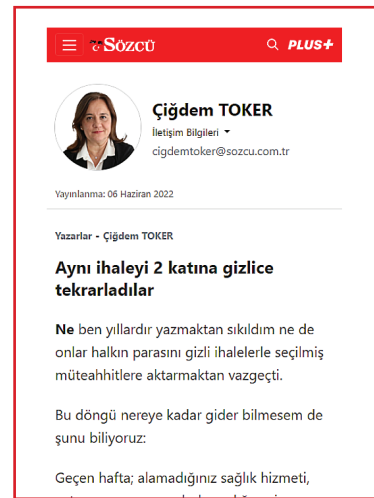 Sözcü
PLUS+
Çiğdem TOKER
İletişim Bilgileri
cigdemtoker@sozcu.com.tr
Yayınlanma: 06 Haziran 2022
Yazarlar - Çiğdem TOKER
Aynı ihaleyi 2 katına gizlice
tekrarladılar
Ne ben yıllardır yazmaktan sıkıldım ne de
onlar halkın parasını gizli ihalelerle seçilmiş
müteahhitlere aktarmaktan vazgeçti.
Bu döngü nereye kadar gider bilmesem de
şunu biliyoruz:
Geçen hafta; alamadığınız sağlık hizmeti,